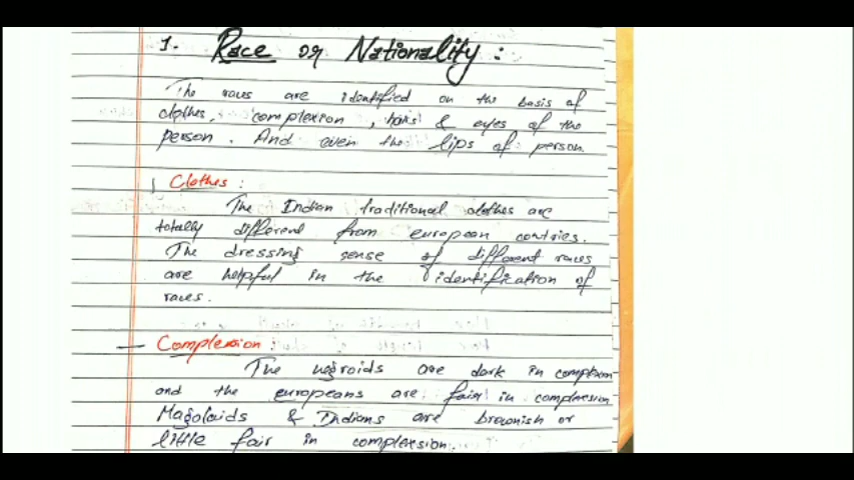 1. Race or Nationality :
The races are identified on the basis of
clothes, complexion, hairs & eyes of the
person. And even the lips of person.
Clothes :
The Indian traditional clothes are
totally different from european contries.
The dressing sense of different races
are helpful in the identification of
races.
Complexion :
The negroids are dark in complexion
and the europeans are fair in complexion
Magoloids & Indians are brownish or
little fair in complexsion.